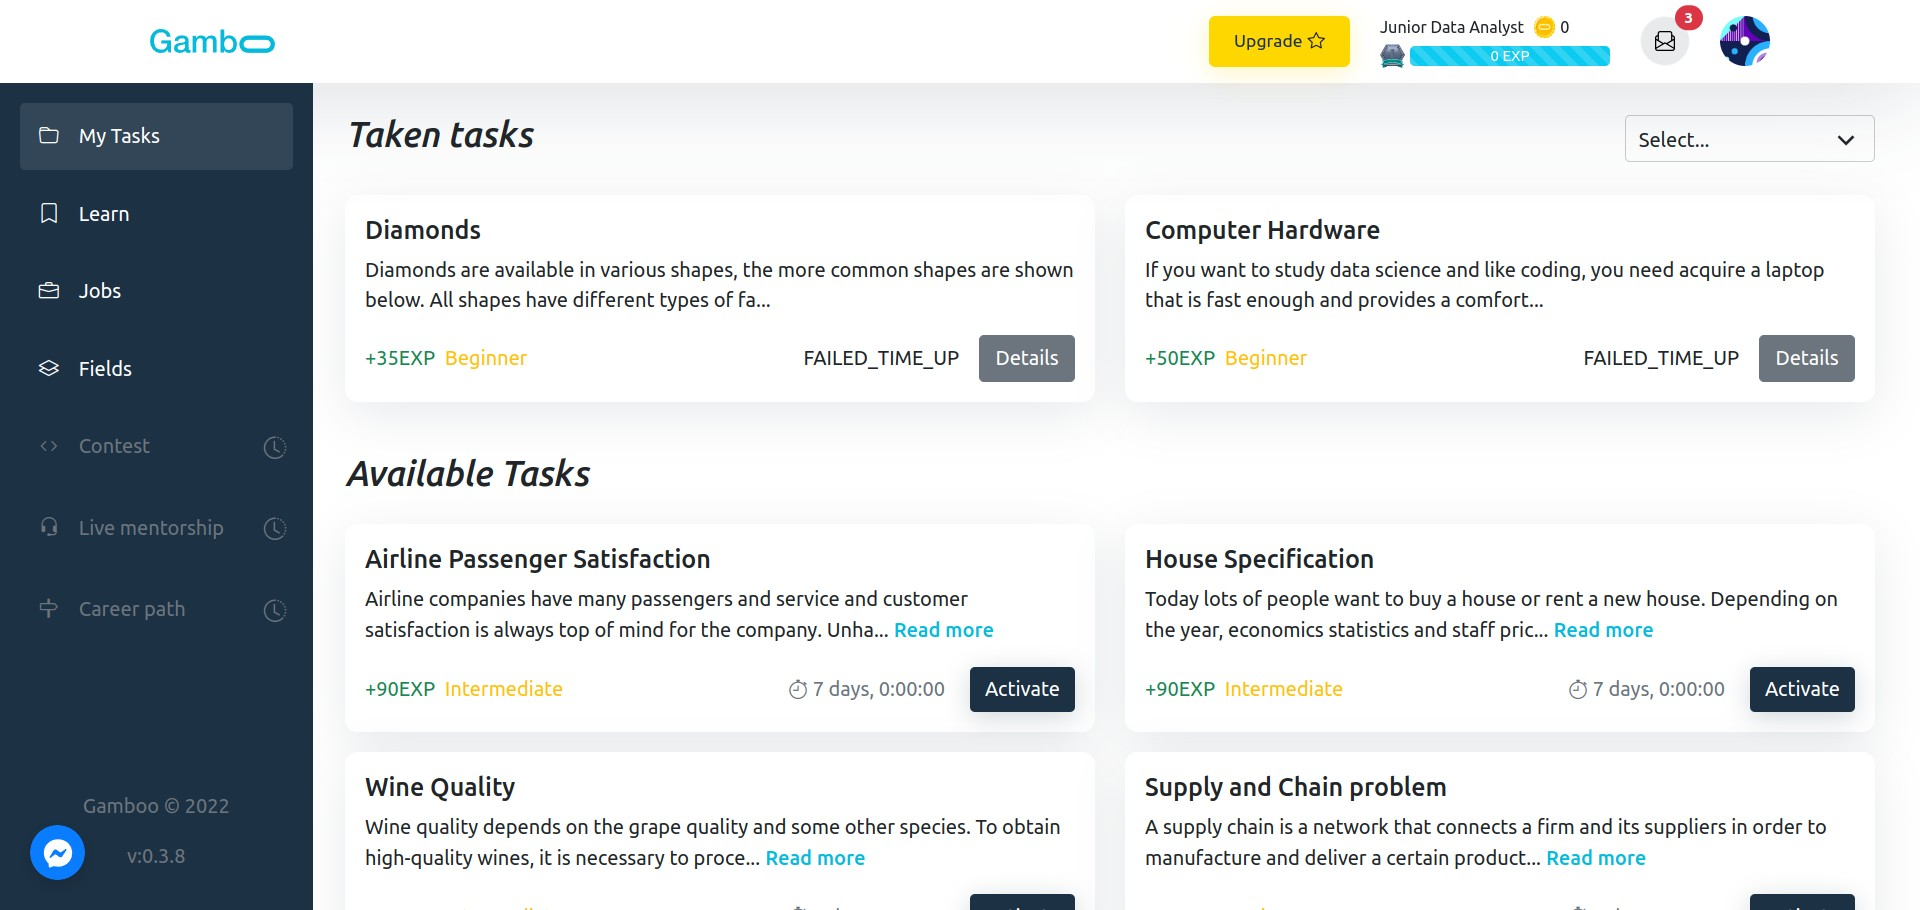 Gamboo
Upgrade
Junior Data Analyst 0
0 EXP
3
My Tasks
Learn
Jobs
Fields
Contest
Live mentorship
Career path
Gamboo © 2022
v:0.3.8
Taken tasks
Select...
Diamonds
Diamonds are available in various shapes, the more common shapes are shown
below. All shapes have different types of fa...
+35EXP Beginner FAILED_TIME_UP Details
Computer Hardware
If you want to study data science and like coding, you need acquire a laptop
that is fast enough and provides a comfort...
+50EXP Beginner FAILED_TIME_UP Details
Available Tasks
Airline Passenger Satisfaction
Airline companies have many passengers and service and customer
satisfaction is always top of mind for the company. Unha... Read more
+90EXP Intermediate 7 days, 0:00:00 Activate
House Specification
Today lots of people want to buy a house or rent a new house. Depending on
the year, economics statistics and staff pric... Read more
+90EXP Intermediate 7 days, 0:00:00 Activate
Wine Quality
Wine quality depends on the grape quality and some other species. To obtain
high-quality wines, it is necessary to proce... Read more
Supply and Chain problem
A supply chain is a network that connects a firm and its suppliers in order to
manufacture and deliver a certain product... Read more